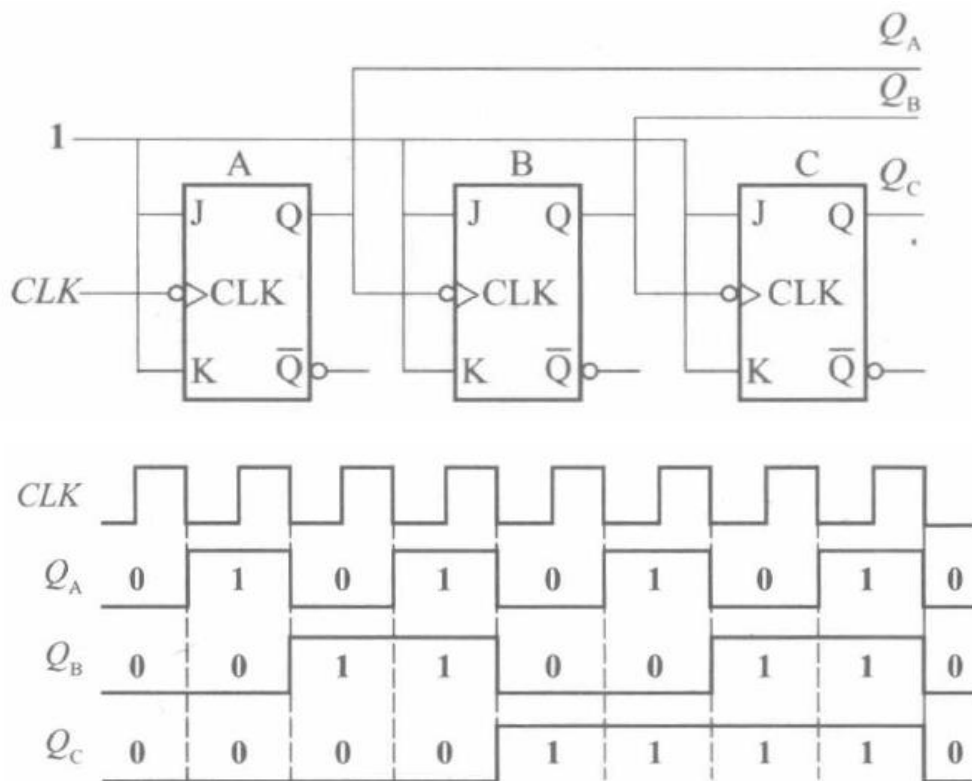 Q_A
Q_B
1
A B C Q_C
J Q J Q J Q
CLK CLK CLK CLK
K Q̅ K Q̅ K Q̅
CLK
Q_A 0 1 0 1 0 1 0 1 0
Q_B 0 0 1 1 0 0 1 1 0
Q_C 0 0 0 0 1 1 1 1 0